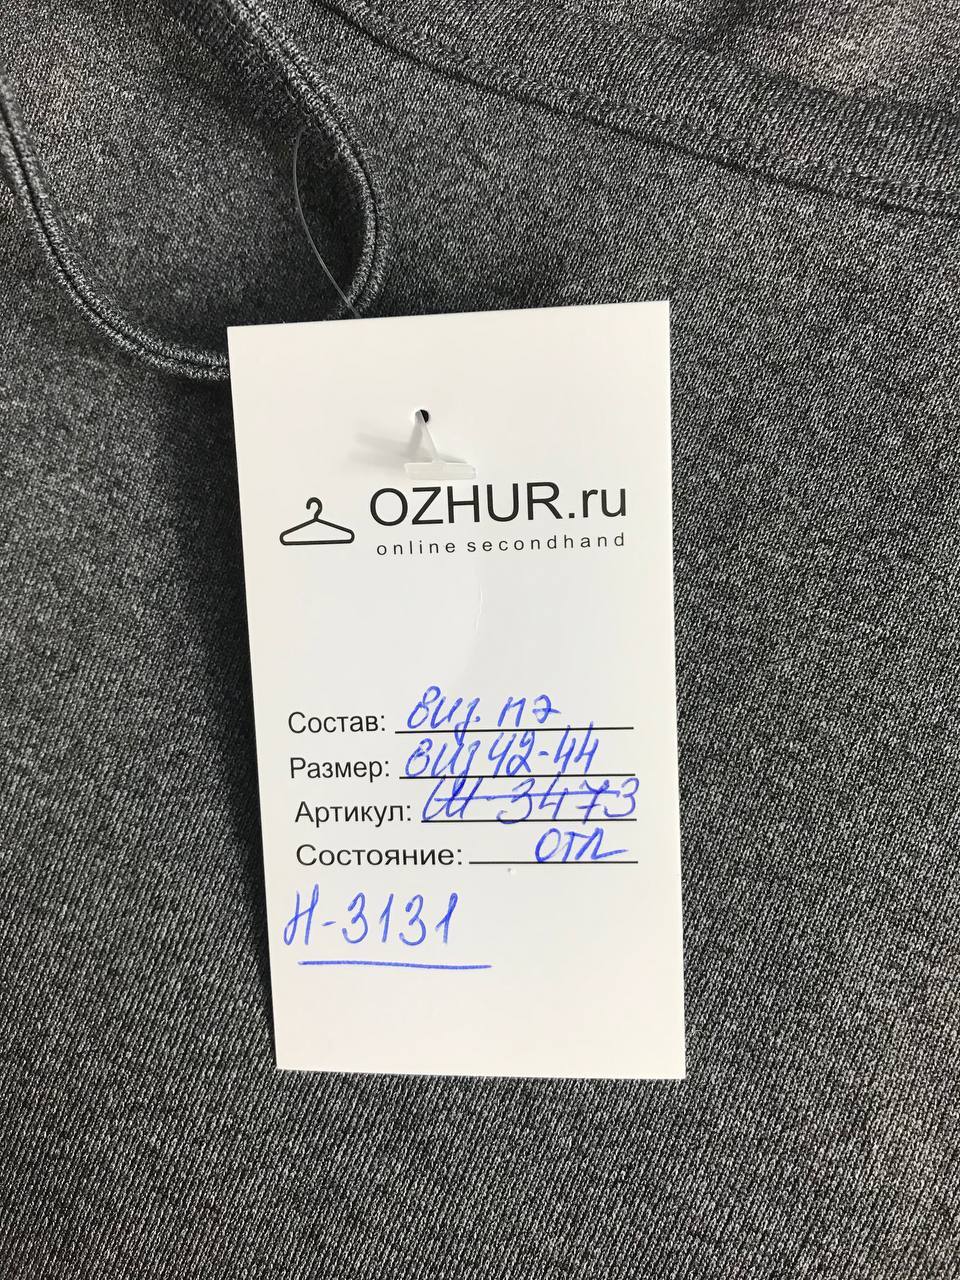 OZHUR.ru
online secondhand
Состав: виз. пэ
Размер: виз 42-44
Артикул: Ш-3473
Состояние: отл
Н-3131